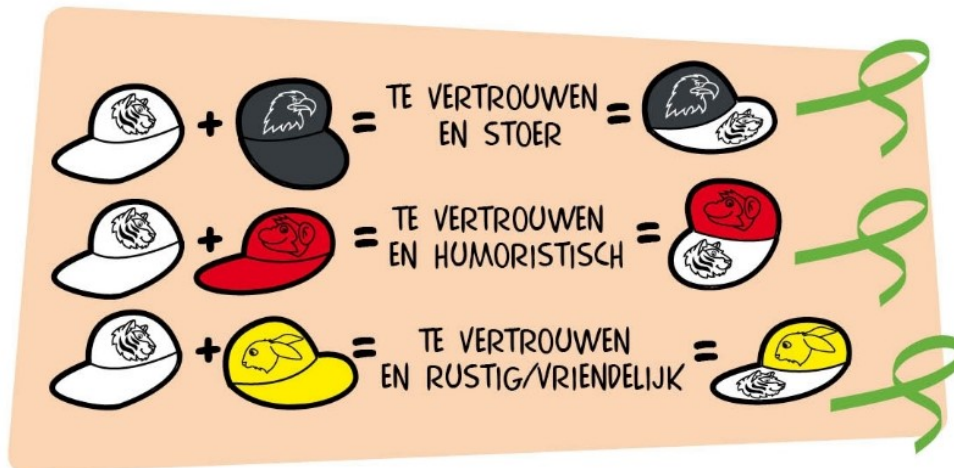 + = TE VERTROUWEN =
EN STOER
+ = TE VERTROUWEN =
EN HUMORISTISCH
+ = TE VERTROUWEN =
EN RUSTIG/VRIENDELIJK